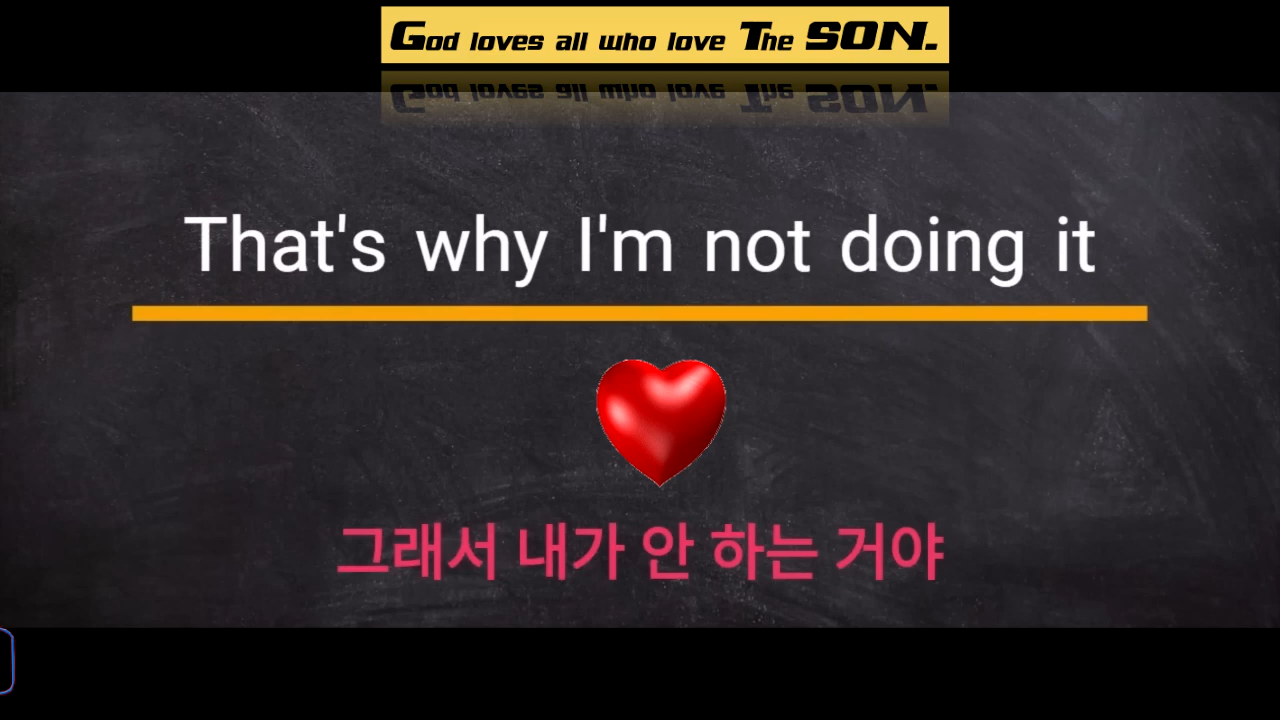 God loves all who love The SON.
That's why I'm not doing it
그래서 내가 안 하는 거야